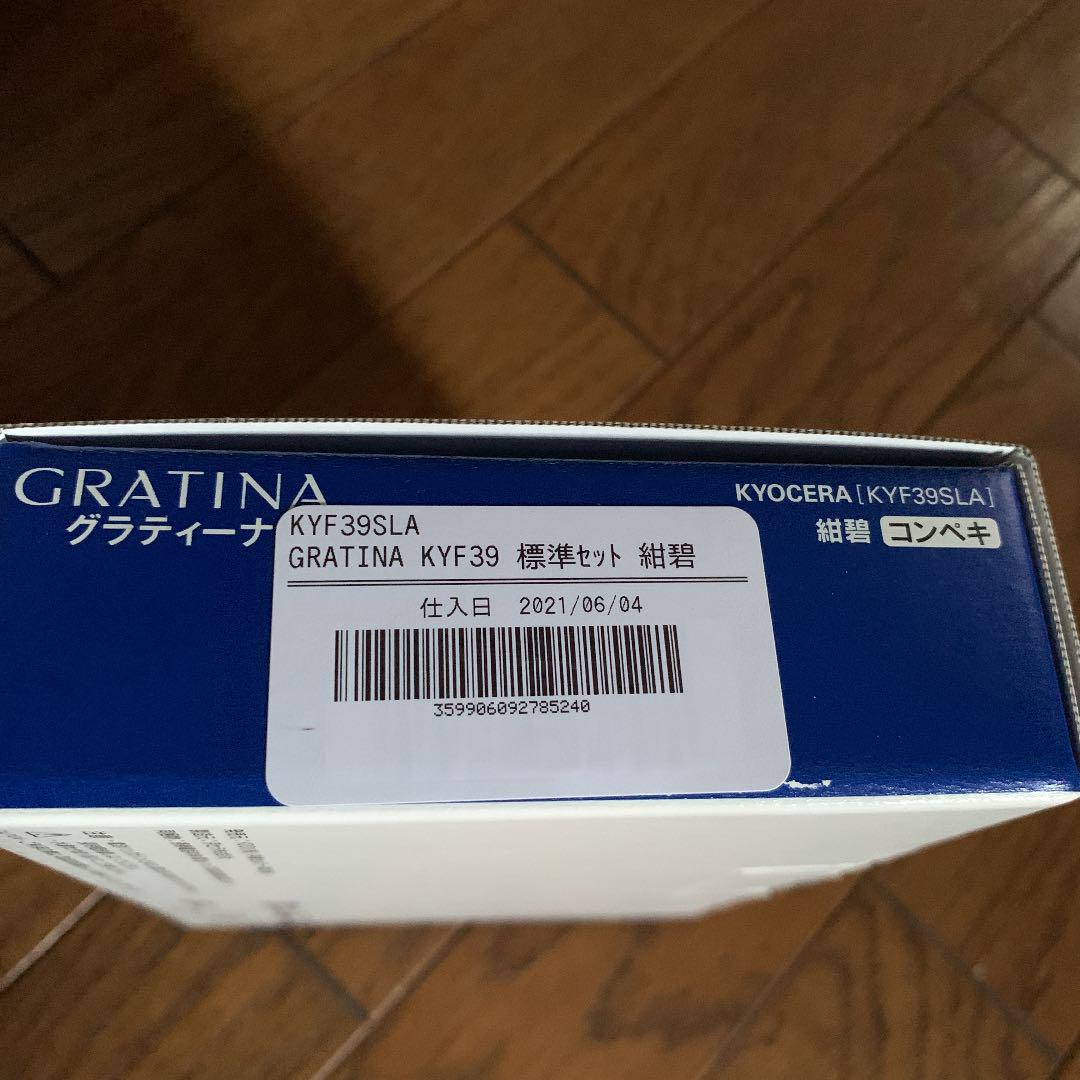 GRATINA
グラティーナ
KYOCERA [KYF39SLA]
紺碧 コンペキ
KYF39SLA
GRATINA KYF39 標準ｾｯﾄ 紺碧
仕入日 2021/06/04
359906092785240